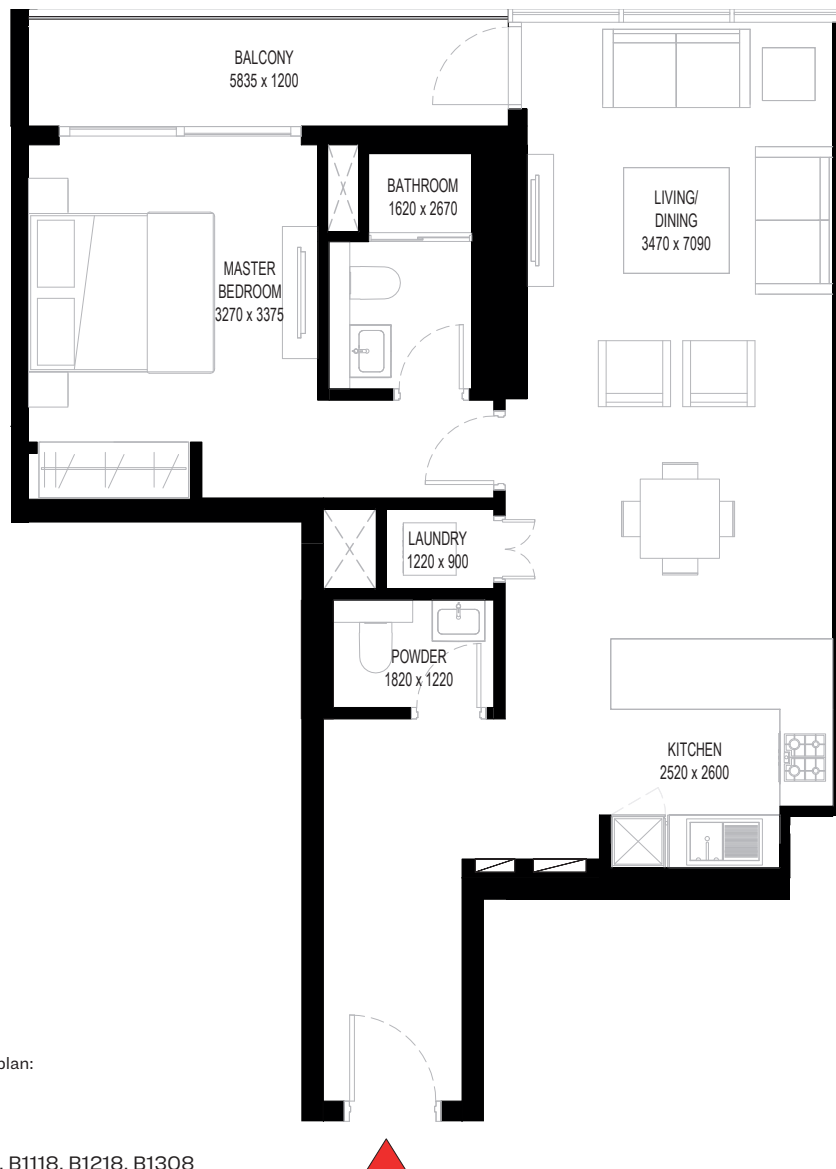 BALCONY
5835 x 1200
BATHROOM
1620 x 2670
LIVING/
DINING
3470 x 7090
MASTER
BEDROOM
3270 x 3375
LAUNDRY
1220 x 900
POWDER
1820 x 1220
KITCHEN
2520 x 2600
plan:
, B1118, B1218, B1308